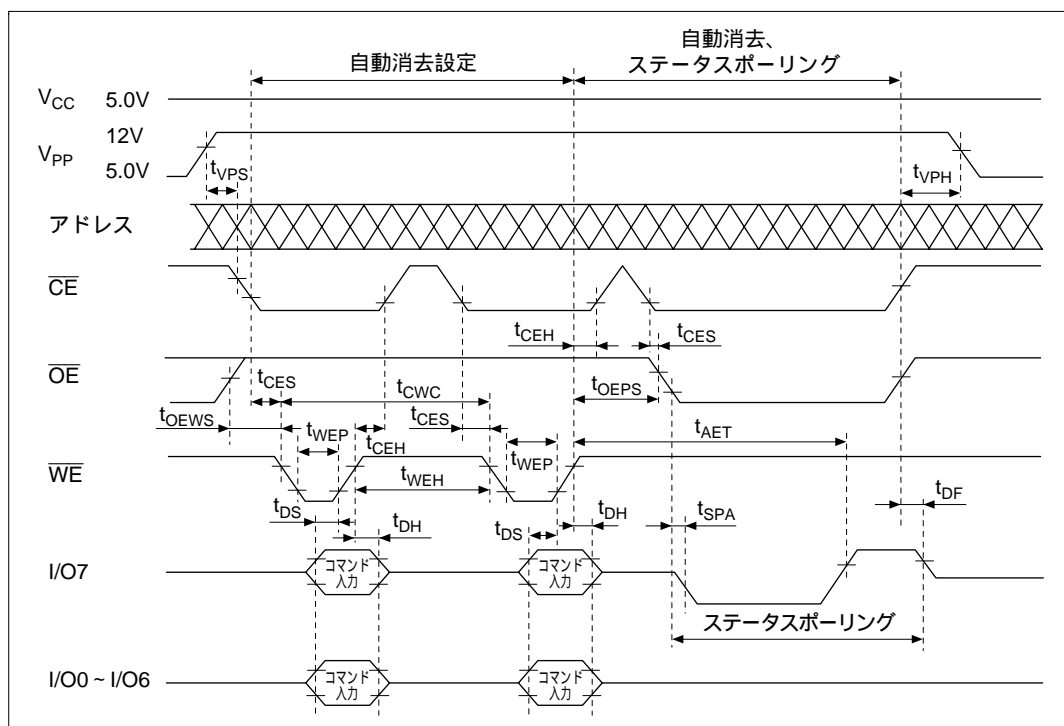 自動消去設定
自動消去、
ステータスポーリング
VCC 5.0V
12V
VPP
5.0V
tVPS
tVPH
アドレス
CE
tCEH
tCES
OE
tCES
tCWC
tOEPS
tOEWS
tWEP
tCEH
tCES
tWEP
tAET
WE
tWEH
tDS
tDH
tDS
tDH
tSPA
tDF
I/O7
コマンド
入力
コマンド
入力
ステータスポーリング
I/O0 ~ I/O6
コマンド
入力
コマンド
入力